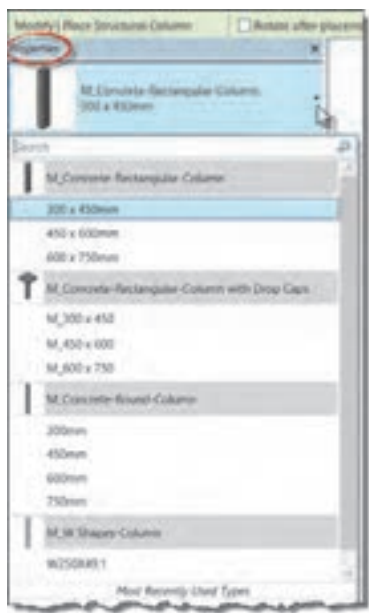 Modify | Place Structural Column
Rotate after placement
Properties
M_Concrete-Rectangular-Column
300 x 450mm
Search
M_Concrete-Rectangular-Column
300 x 450mm
450 x 600mm
600 x 750mm
M_Concrete-Rectangular-Column with Drop Caps
M_300 x 450
M_450 x 600
M_600 x 750
M_Concrete-Round-Column
300mm
450mm
600mm
750mm
M_W Shapes-Column
W250X49.1
Most Recently Used Types